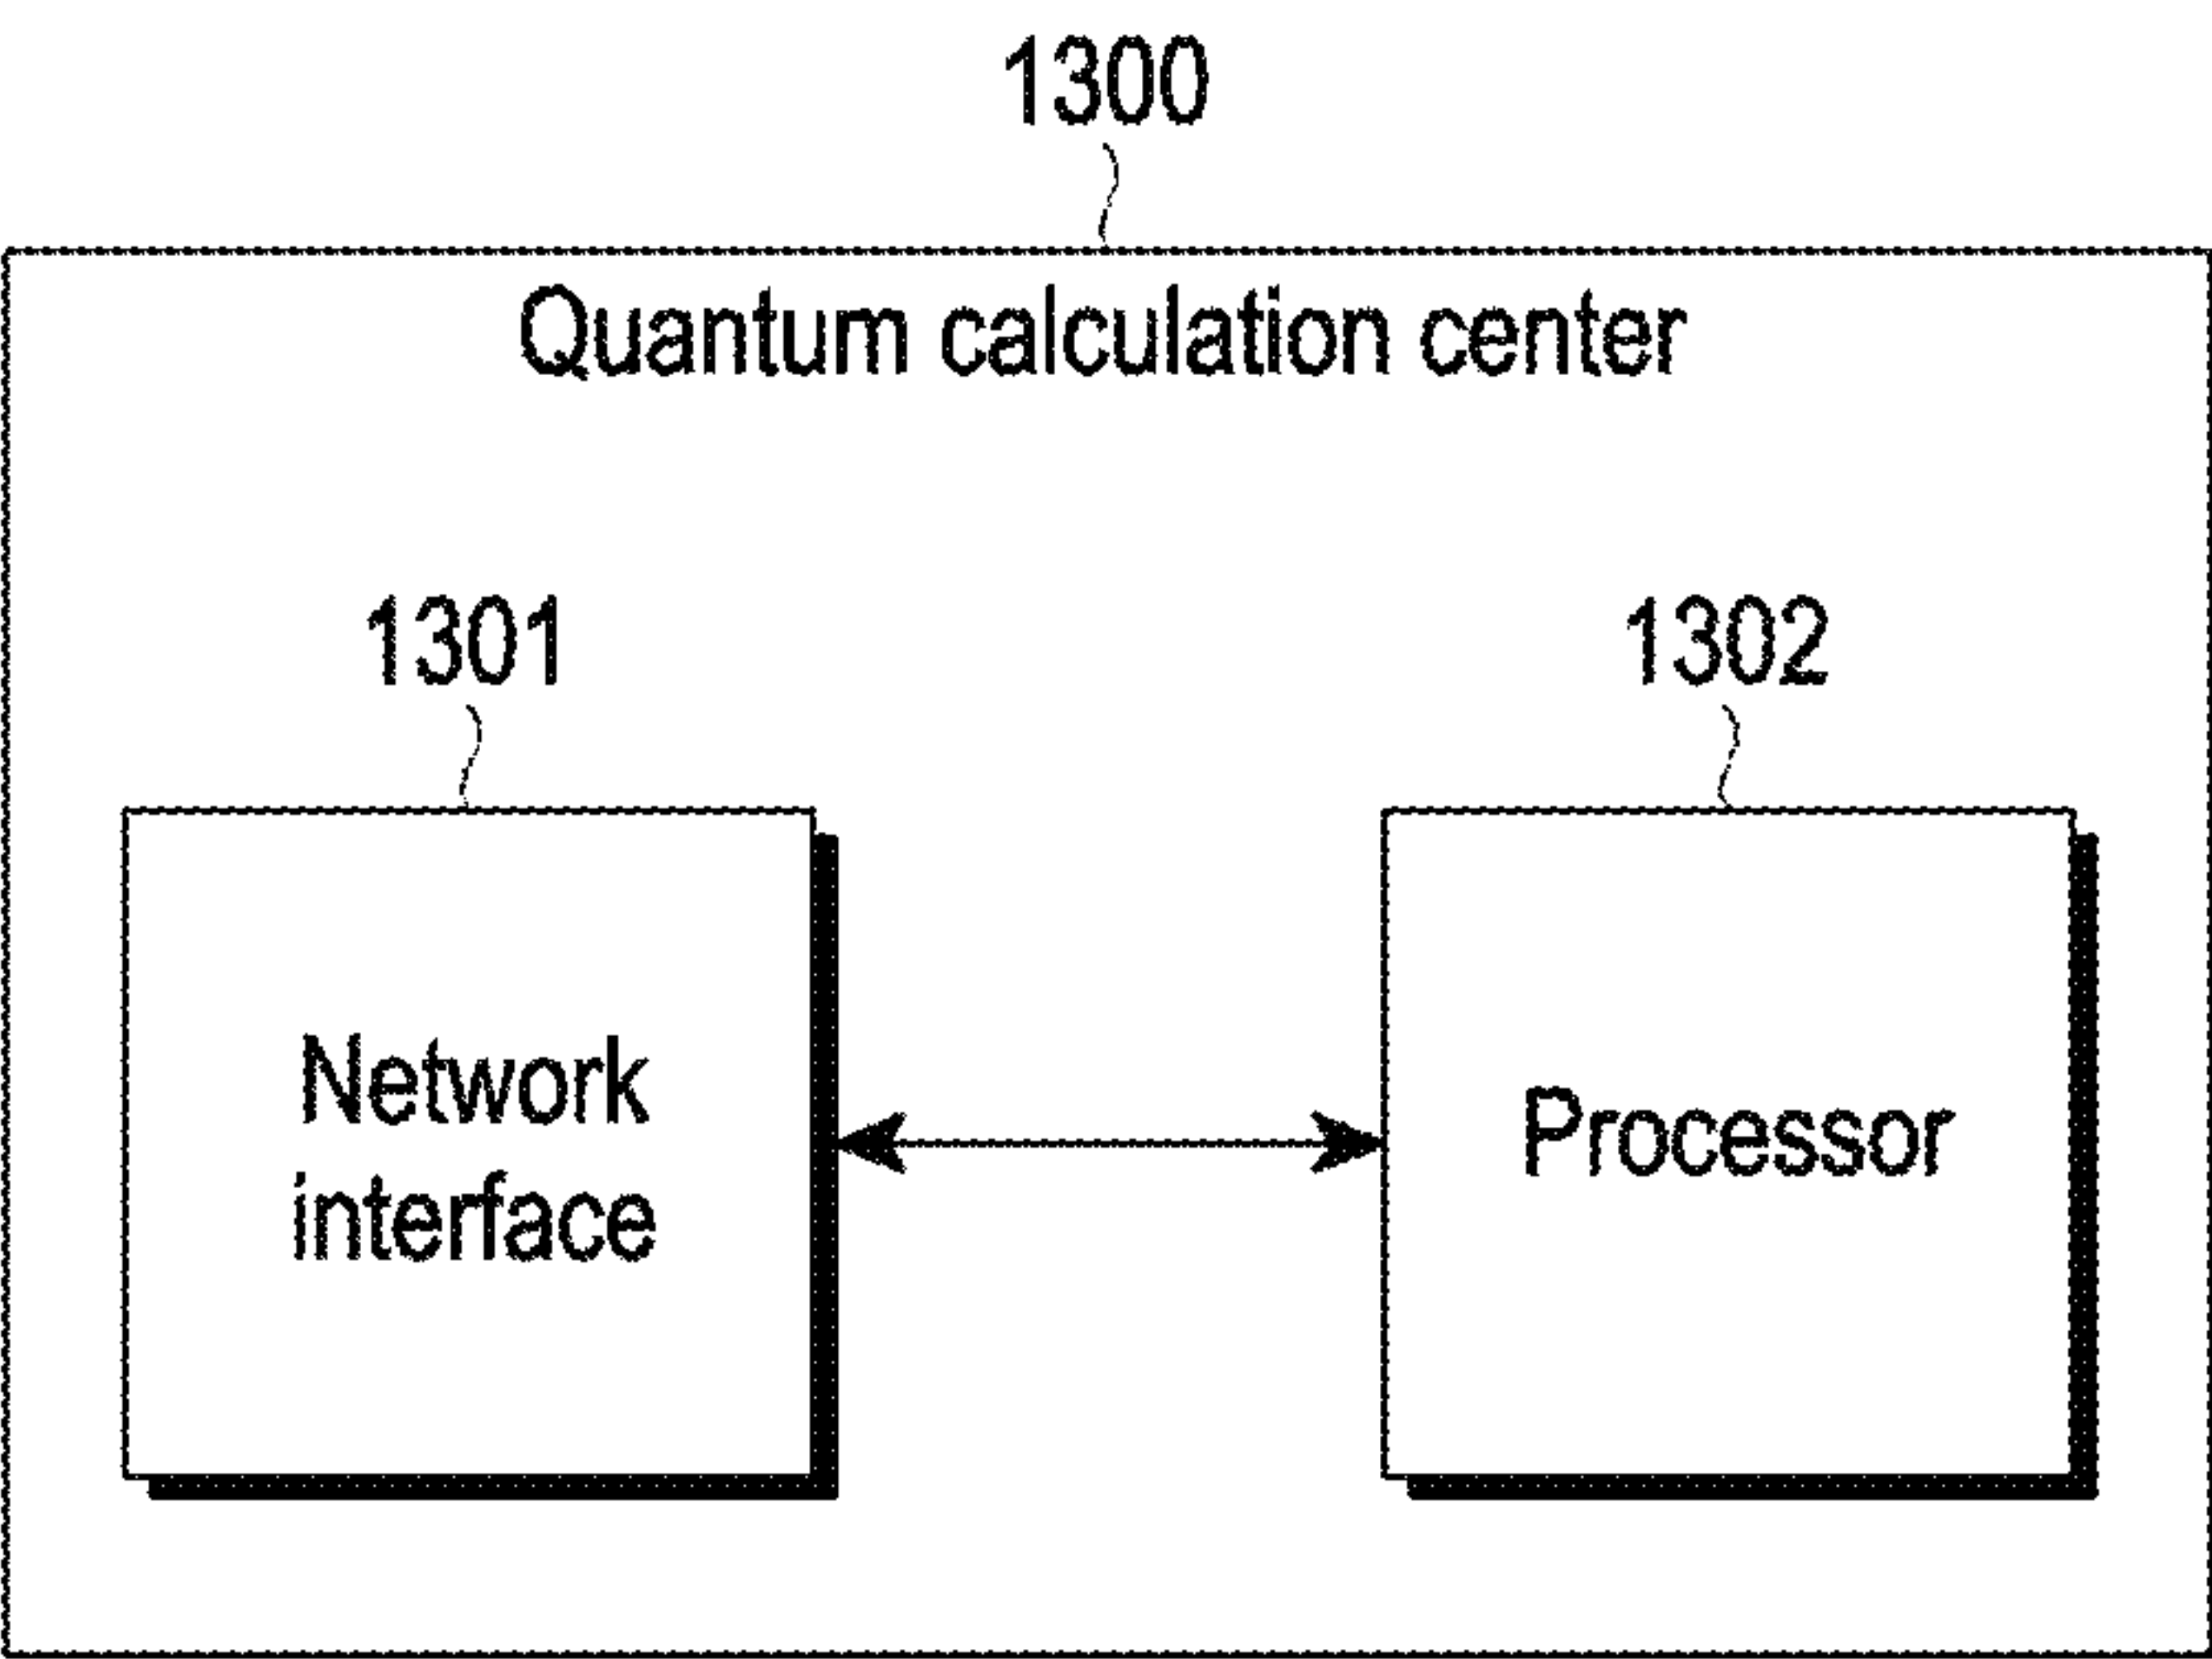 1300
Quantum calculation center
1301
1302
Network
interface
Processor